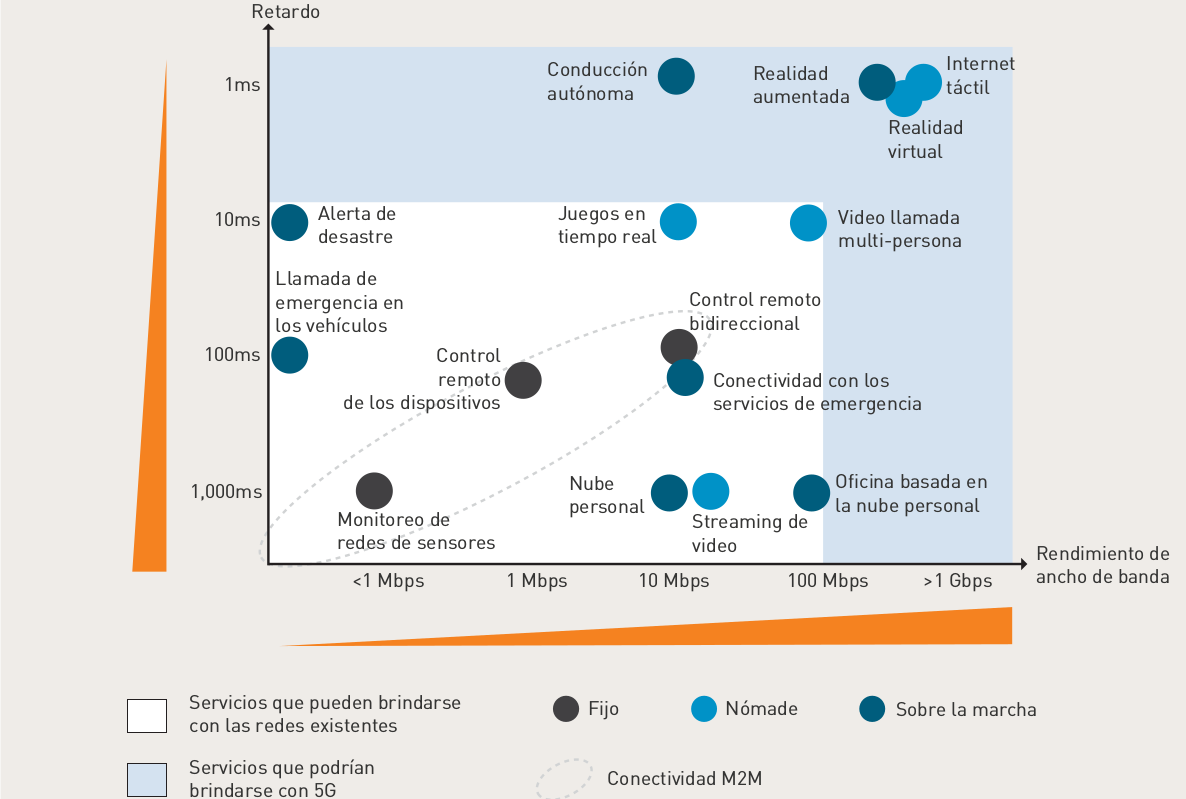 Retardo
1ms
Conducción
autónoma
Realidad
aumentada
Internet
táctil
Realidad
virtual
10ms
Alerta de
desastre
Juegos en
tiempo real
Video llamada
multi-persona
Llamada de
emergencia en
los vehículos
Control remoto
bidireccional
100ms
Control
remoto
de los dispositivos
Conectividad con los
servicios de emergencia
1,000ms
Monitoreo de
redes de sensores
Nube
personal
Streaming de
video
Oficina basada en
la nube personal
<1 Mbps
1 Mbps
10 Mbps
100 Mbps
>1 Gbps
Rendimiento de
ancho de banda
Servicios que pueden brindarse
con las redes existentes
Fijo
Nómade
Sobre la marcha
Servicios que podrían
brindarse con 5G
Conectividad M2M